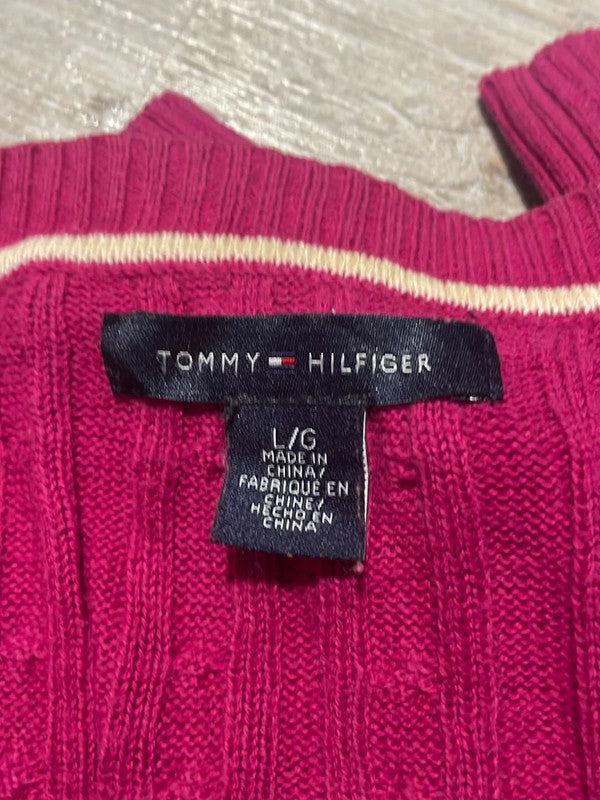 TOMMY HILFIGER
L/G
MADE IN
CHINA/
FABRIQUÉ EN
CHINE/
HECHO EN
CHINA